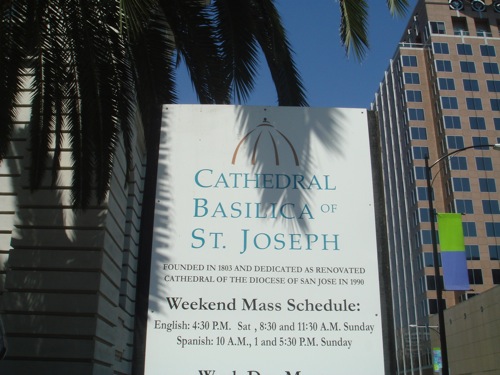 CATHEDRAL
BASILICA OF
ST. JOSEPH
FOUNDED IN 1803 AND DEDICATED AS RENOVATED
CATHEDRAL OF THE DIOCESE OF SAN JOSE IN 1990
Weekend Mass Schedule:
English: 4:30 P.M. Sat , 8:30 and 11:30 A.M. Sunday
Spanish: 10 A.M., 1 and 5:30 P.M. Sunday